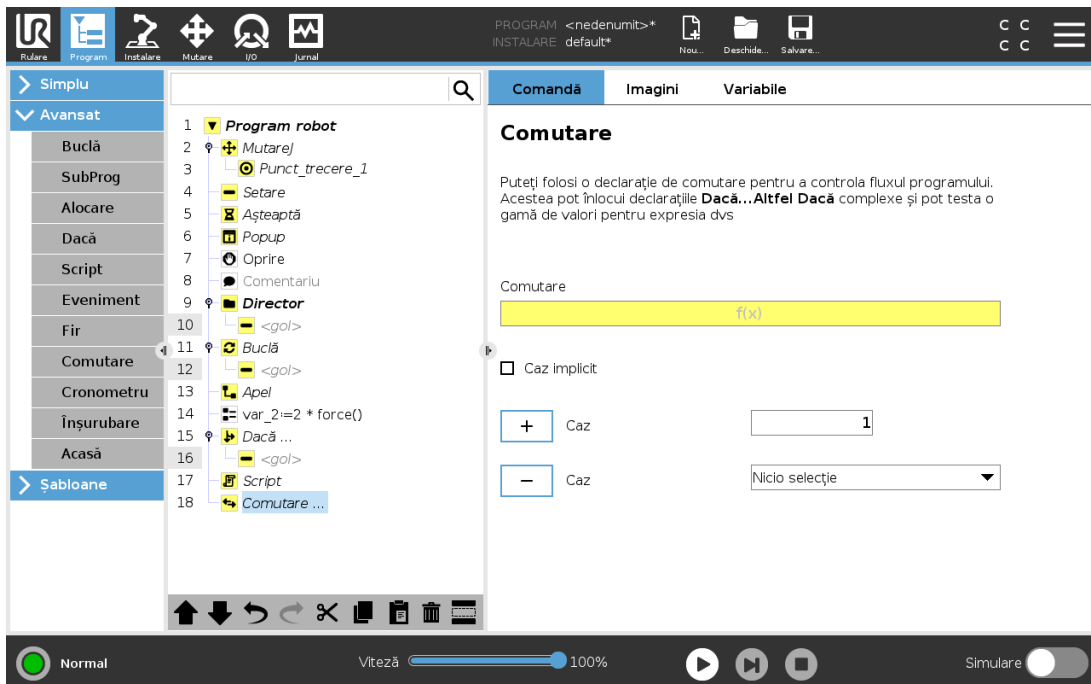 PROGRAM <nedenumit>*
INSTALARE default*
Rulare
Program
Instalare
Mutare
I/O
Jurnal
Nou...
Deschide...
Salvare...
C C
C C
Simplu
Avansat
Buclă
SubProg
Alocare
Dacă
Script
Eveniment
Fir
Comutare
Cronometru
Înșurubare
Acasă
Șabloane
1 Program robot
2 MutareJ
3 Punct_trecere_1
4 Setare
5 Așteaptă
6 Popup
7 Oprire
8 Comentariu
9 Director
10 <gol>
11 Buclă
12 <gol>
13 Apel
14 var_2:=2 * force()
15 Dacă ...
16 <gol>
17 Script
18 Comutare ...
Comandă Imagini Variabile
Comutare
Puteți folosi o declarație de comutare pentru a controla fluxul programului.
Acestea pot înlocui declarațiile Dacă...Altfel Dacă complexe și pot testa o
gamă de valori pentru expresia dvs
Comutare
f(x)
Caz implicit
+ Caz 1
− Caz Nicio selecție
Normal
Viteză 100%
Simulare